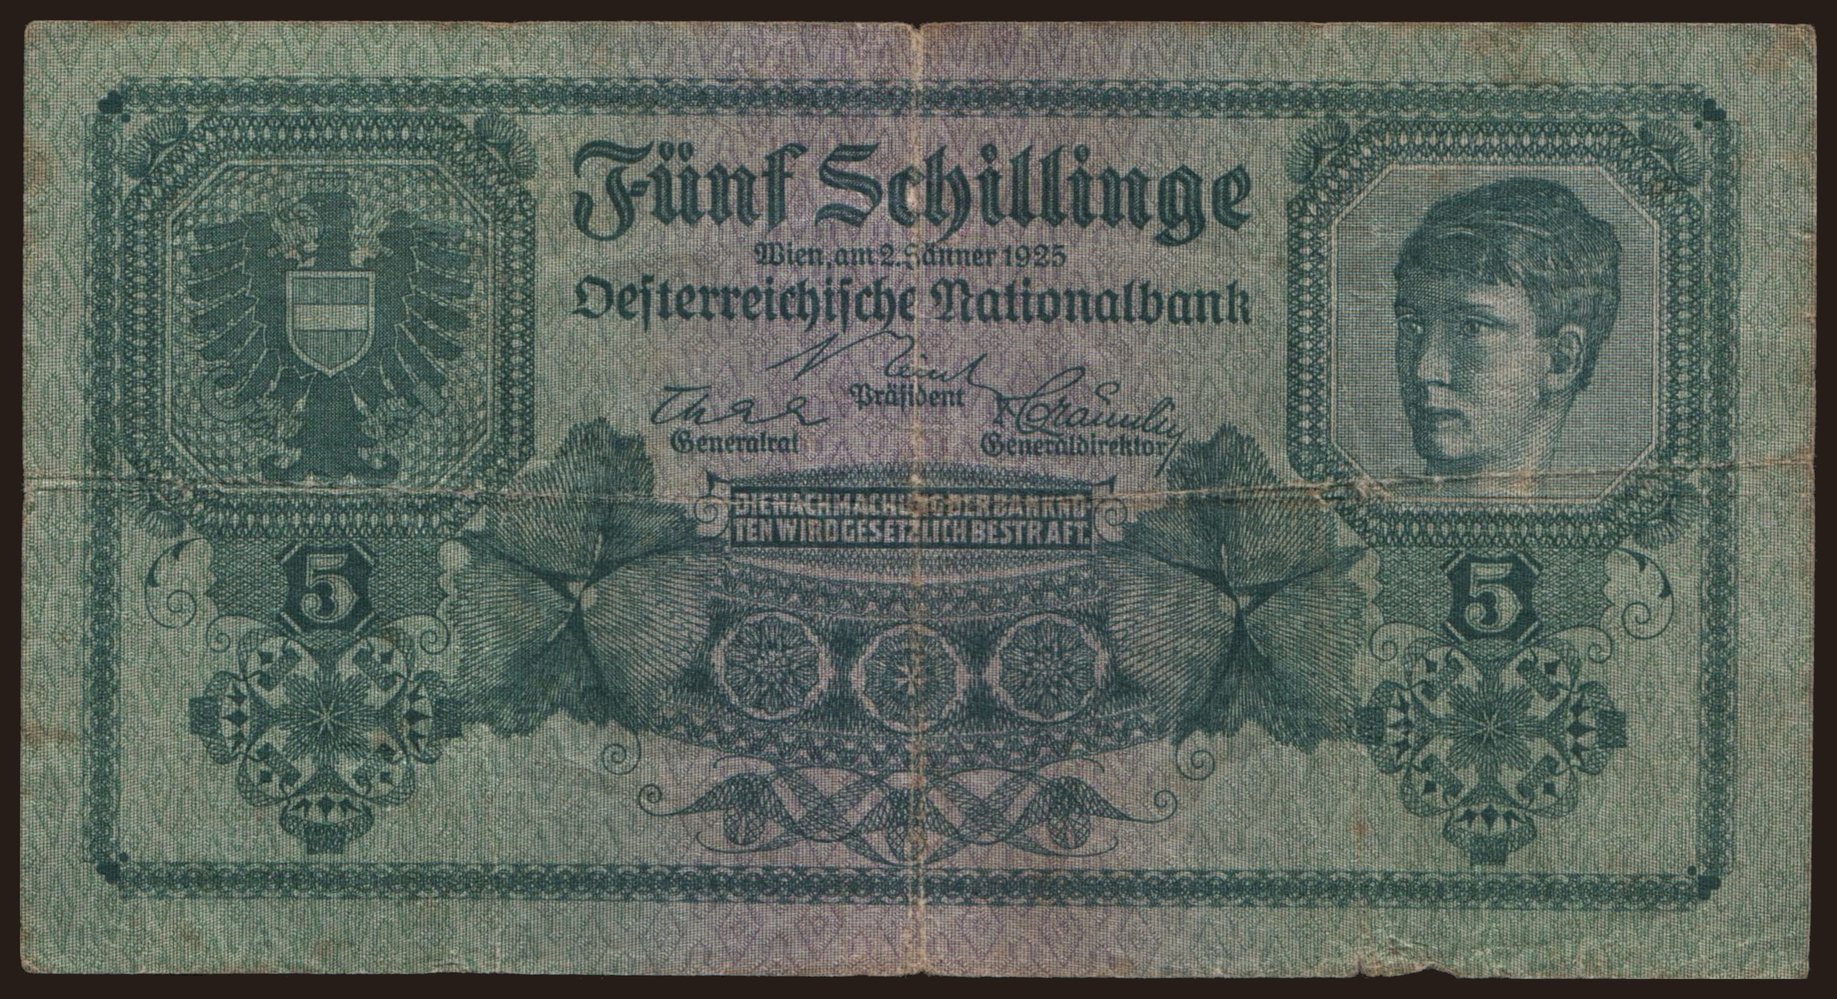 Fünf Schillinge
Wien, am 2. Jänner 1925
Oesterreichische Nationalbank
Präsident
Generalrat
Generaldirektor
DIE NACHMACHUNG DER BANKNO-
TEN WIRD GESETZLICH BESTRAFT.
5
5